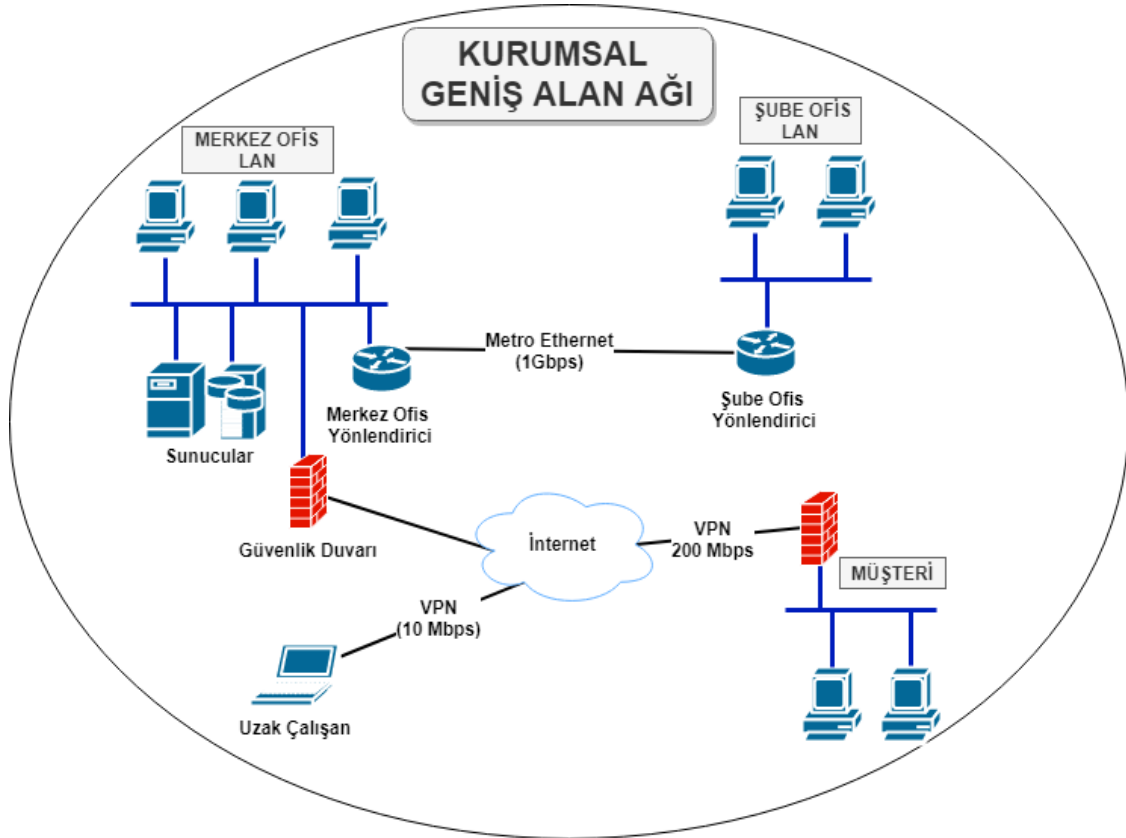 KURUMSAL
GENİŞ ALAN AĞI
MERKEZ OFİS
LAN
ŞUBE OFİS
LAN
Metro Ethernet
(1Gbps)
Merkez Ofis
Yönlendirici
Şube Ofis
Yönlendirici
Sunucular
Güvenlik Duvarı
İnternet
VPN
200 Mbps
MÜŞTERİ
VPN
(10 Mbps)
Uzak Çalışan